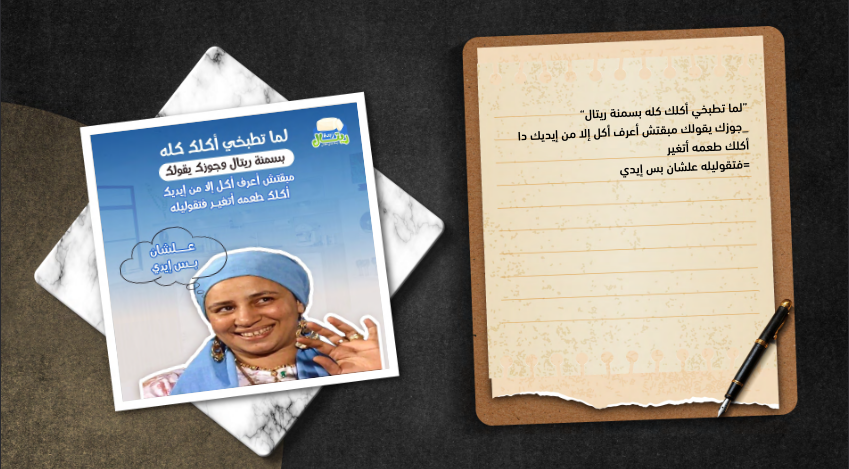 ريتال
لما تطبخي أكلك كله
بسمنة ريتال وجوزك يقولك
مبقتش أعرف أكل إلا من إيديك
أكلك طعمه أتغير فتقوليله
علشان
بس إيدي
"لما تطبخي أكلك كله بسمنة ريتال"
_جوزك يقولك مبقتش أعرف أكل إلا من إيديك دا
أكلك طعمه أتغير
=فتقوليله علشان بس إيدي